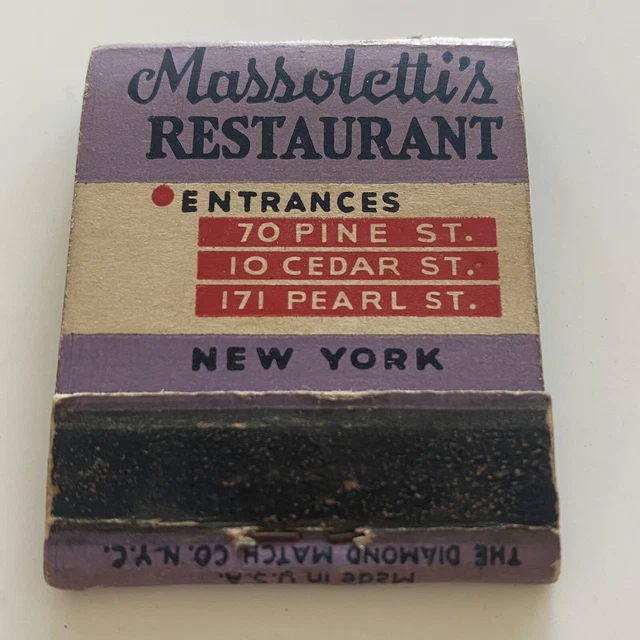 Massoletti's
RESTAURANT
ENTRANCES
70 PINE ST.
10 CEDAR ST.
171 PEARL ST.
NEW YORK
THE DIAMOND MATCH CO. N.Y.C.
Made in U.S.A.